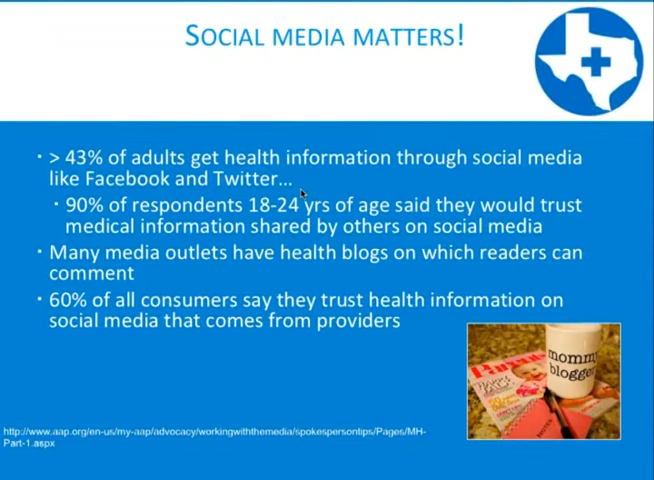 SOCIAL MEDIA MATTERS!
· > 43% of adults get health information through social media
like Facebook and Twitter...
· 90% of respondents 18-24 yrs of age said they would trust
medical information shared by others on social media
· Many media outlets have health blogs on which readers can
comment
· 60% of all consumers say they trust health information on
social media that comes from providers
mommy
blogger
http://www.aap.org/en-us/my-aap/advocacy/workingwiththemedia/spokespersontips/Pages/MH-
Part-1.aspx